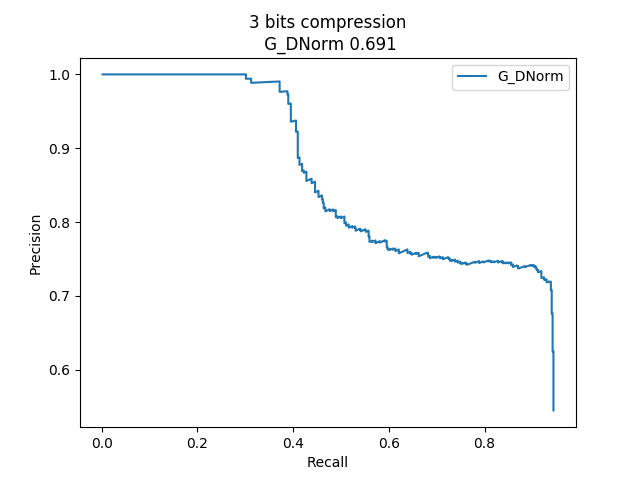 3 bits compression
G_DNorm 0.691
G_DNorm
1.0
0.9
0.8
0.7
0.6
Precision
0.0 0.2 0.4 0.6 0.8
Recall